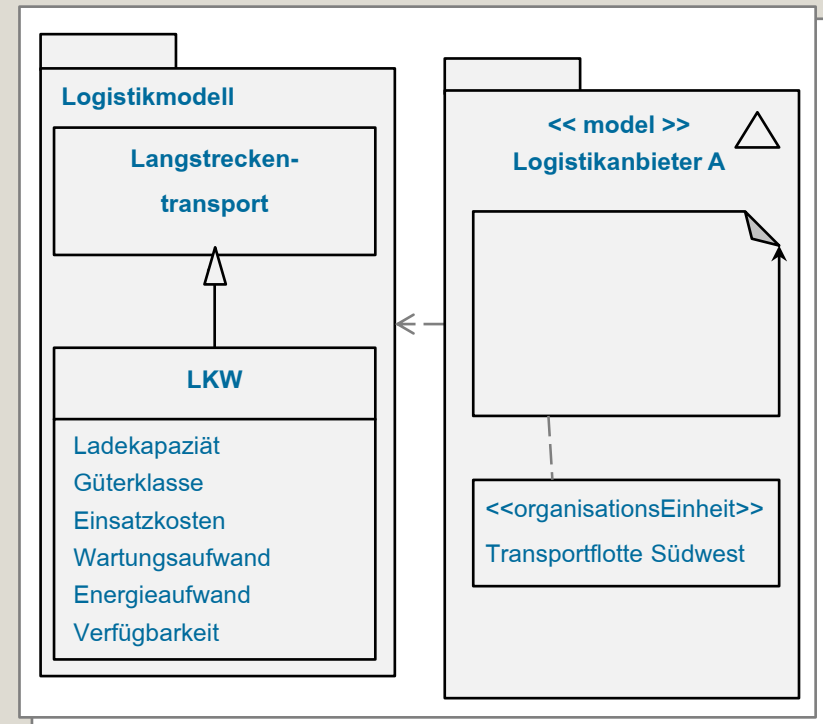 Logistikmodell
Langstrecken-
transport
LKW
Ladekapaziät
Güterklasse
Einsatzkosten
Wartungsaufwand
Energieaufwand
Verfügbarkeit
<< model >>
Logistikanbieter A
<<organisationsEinheit>>
Transportflotte Südwest